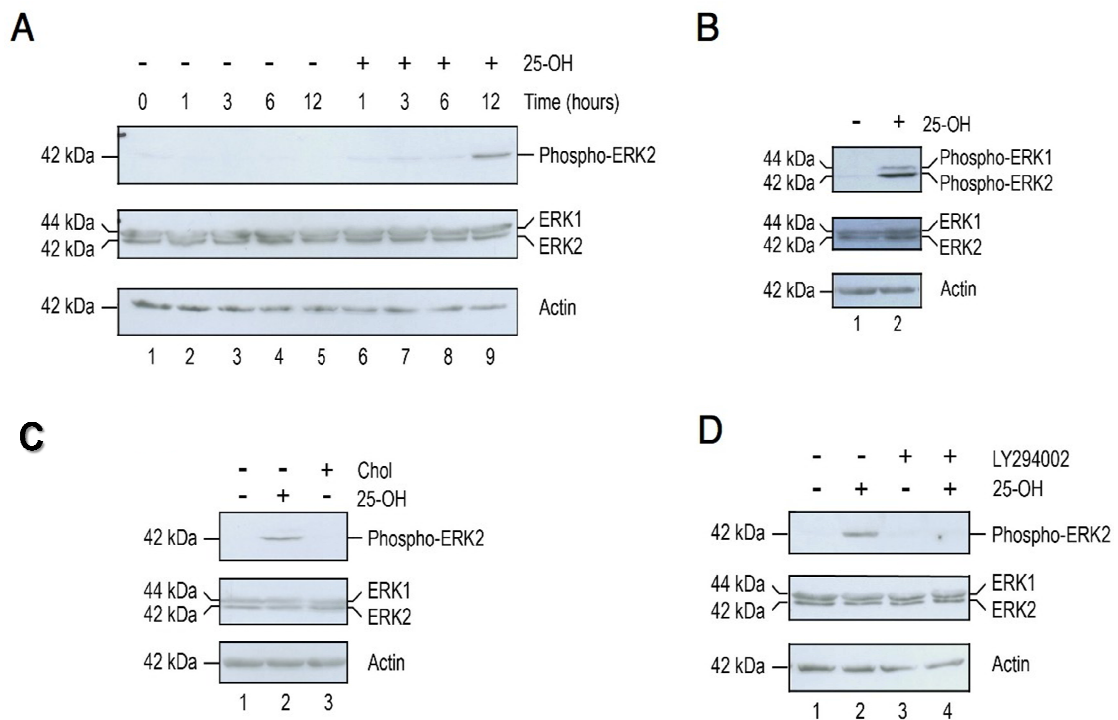 A
- - - - - + + + + 25-OH
0 1 3 6 12 1 3 6 12 Time (hours)
42 kDa Phospho-ERK2
44 kDa ERK1
42 kDa ERK2
42 kDa Actin
1 2 3 4 5 6 7 8 9
B
- + 25-OH
44 kDa Phospho-ERK1
42 kDa Phospho-ERK2
44 kDa ERK1
42 kDa ERK2
42 kDa Actin
1 2
C
- - + Chol
- + - 25-OH
42 kDa Phospho-ERK2
44 kDa ERK1
42 kDa ERK2
42 kDa Actin
1 2 3
D
- - + + LY294002
- + - + 25-OH
42 kDa Phospho-ERK2
44 kDa ERK1
42 kDa ERK2
42 kDa Actin
1 2 3 4